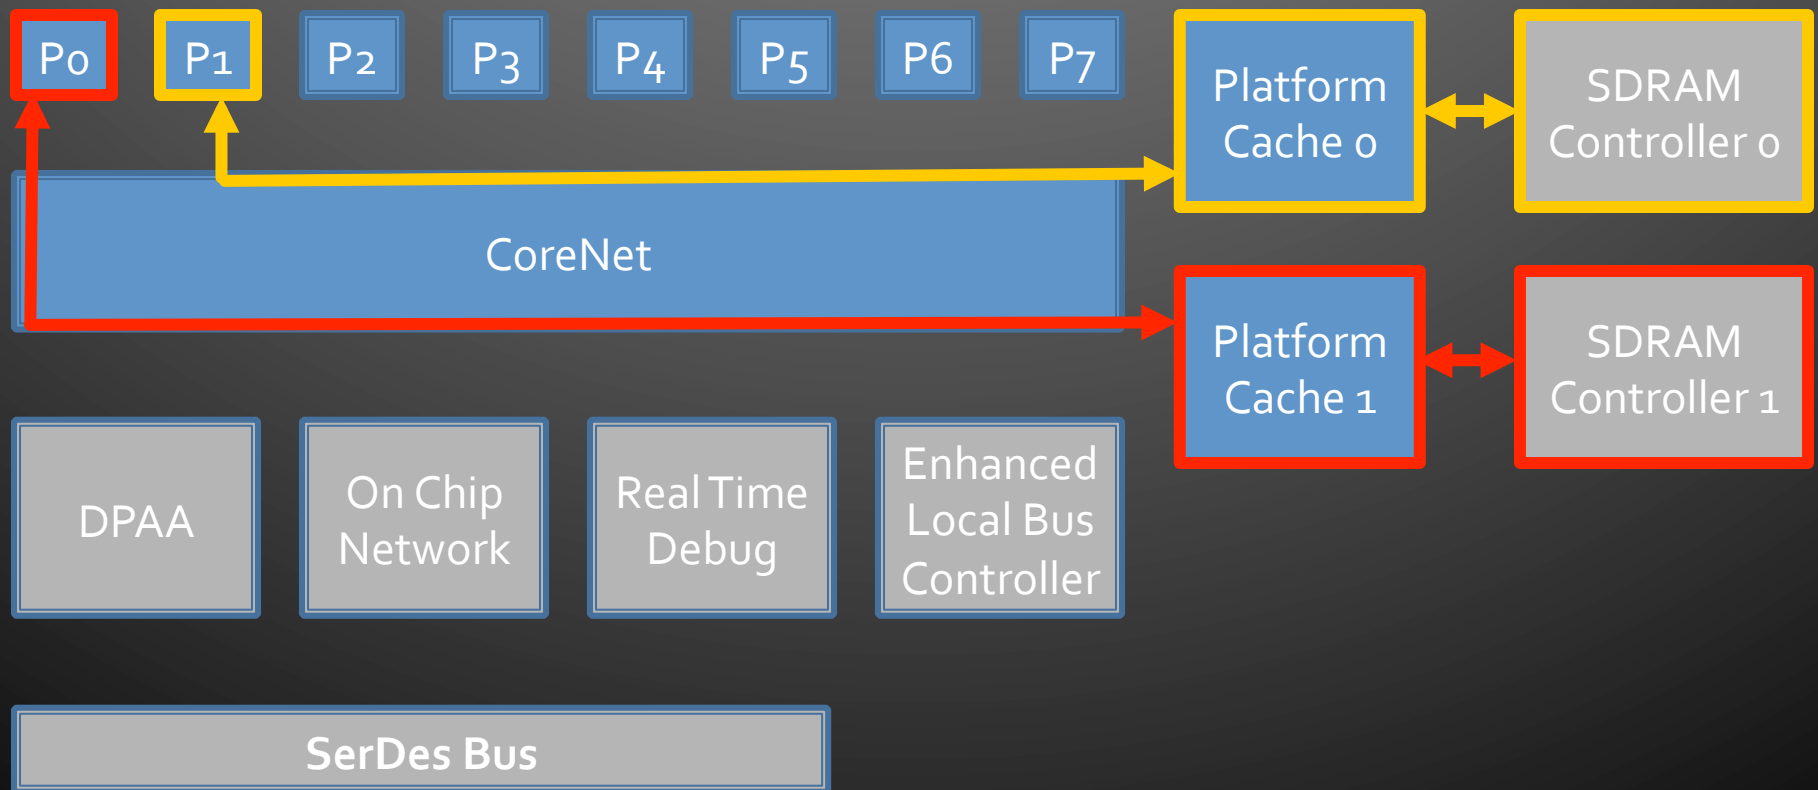 P0
P1
P2
P3
P4
P5
P6
P7
Platform
Cache 0
SDRAM
Controller 0
CoreNet
Platform
Cache 1
SDRAM
Controller 1
DPAA
On Chip
Network
Real Time
Debug
Enhanced
Local Bus
Controller
SerDes Bus